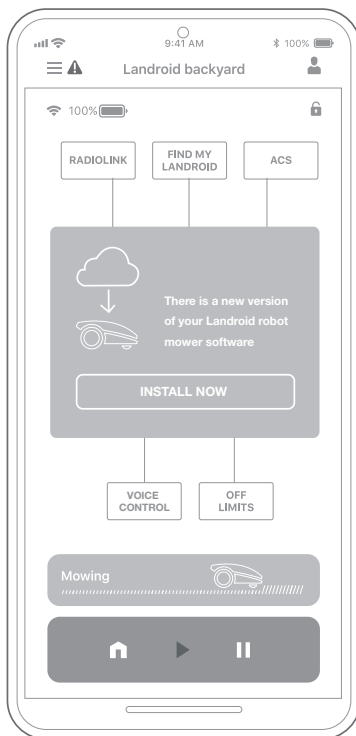 9:41 AM
100%
Landroid backyard
100%
RADIOLINK
FIND MY
LANDROID
ACS
There is a new version
of your Landroid robot
mower software
INSTALL NOW
VOICE
CONTROL
OFF
LIMITS
Mowing